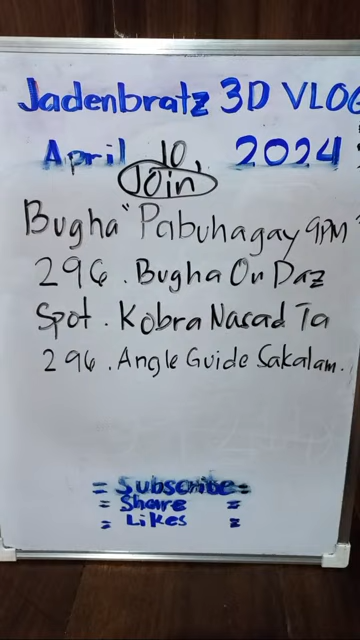 Jadenbratz 3D VLOG
April 10, 2024
Join
Bugha "Pabuhagay 9PM"
296. Bugha On Daz
Spot. Kobra Nasad Ta
296. Angle Guide Sakalam.
= Subscribe =
= Share =
= Likes =